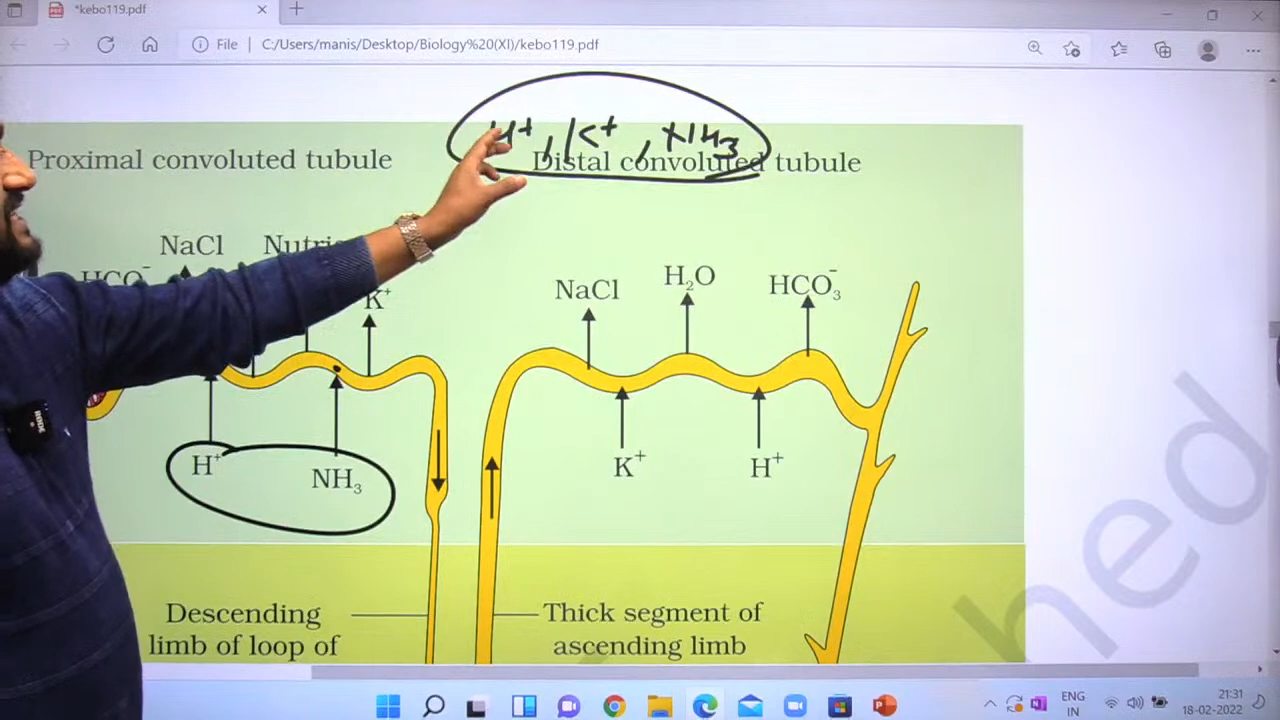 *kebo119.pdf
File
C:/Users/manis/Desktop/Biology%20(XI)/kebo119.pdf
H+, K+, NH3
Proximal convoluted tubule
Distal convoluted tubule
NaCl
HCO₃⁻
K⁺
NaCl
H₂O
HCO₃⁻
H⁺
NH₃
K⁺
H⁺
Descending
limb of loop of
Thick segment of
ascending limb
hed
ENG
IN
21:31
18-02-2022